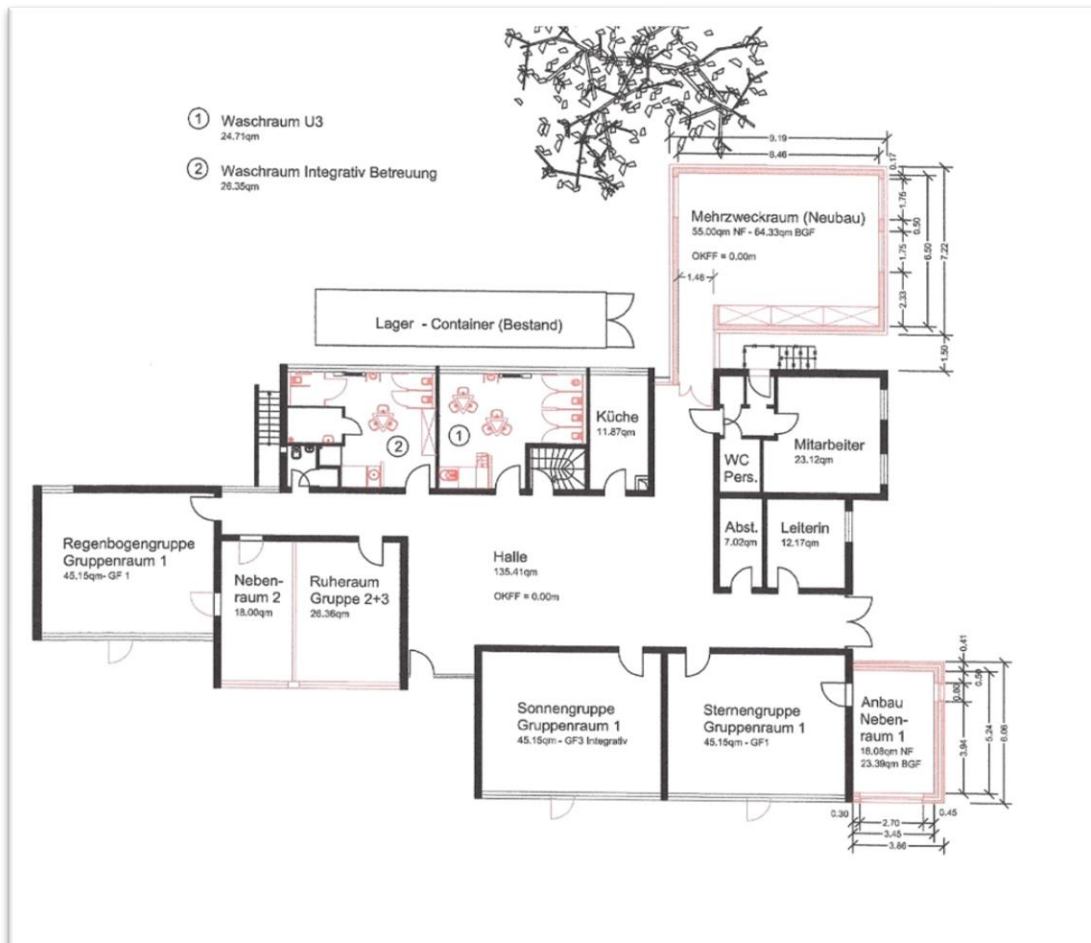 1 Waschraum U3
24.71qm
2 Waschraum Integrativ Betreuung
26.35qm
9.19
8.46
0.17
Mehrzweckraum (Neubau)
55.00qm NF - 64.33qm BGF
OKFF = 0.00m
1.75
0.50
1.75
6.50
7.22
1.46
2.33
1.50
Lager - Container (Bestand)
2
1
Küche
11.87qm
WC
Pers.
Mitarbeiter
23.12qm
Regenbogengruppe
Gruppenraum 1
45.15qm- GF 1
Neben-
raum 2
18.00qm
Ruheraum
Gruppe 2+3
26.36qm
Halle
135.41qm
OKFF = 0.00m
Abst.
7.02qm
Leiterin
12.17qm
Sonnengruppe
Gruppenraum 1
45.15qm - GF3 Integrativ
Sternengruppe
Gruppenraum 1
45.15qm - GF1
Anbau
Neben-
raum 1
18.08qm NF
23.39qm BGF
0.41
0.80
3.94
5.24
6.06
0.30
2.70
0.45
3.45
3.86